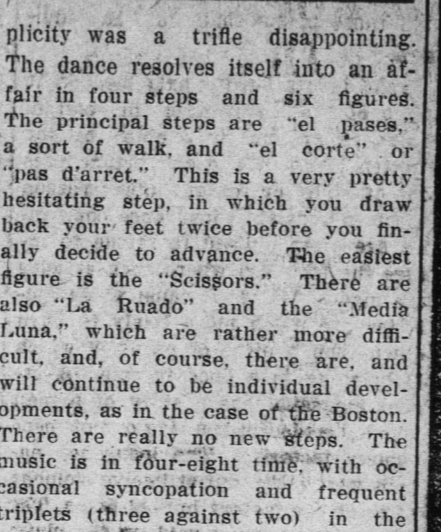 plicity was a trifle disappointing.
The dance resolves itself into an af-
fair in four steps and six figures.
The principal steps are "el pases,"
a sort of walk, and "el corte" or
"pas d'arret." This is a very pretty
hesitating step, in which you draw
back your feet twice before you fin-
ally decide to advance. The easiest
figure is the "Scissors." There are
also "La Ruado" and the "Media
Luna," which are rather more diffi-
cult, and, of course, there are, and
will continue to be individual devel-
opments, as in the case of the Boston.
There are really no new steps. The
music is in four-eight time, with oc-
casional syncopation and frequent
triplets (three against two) in the